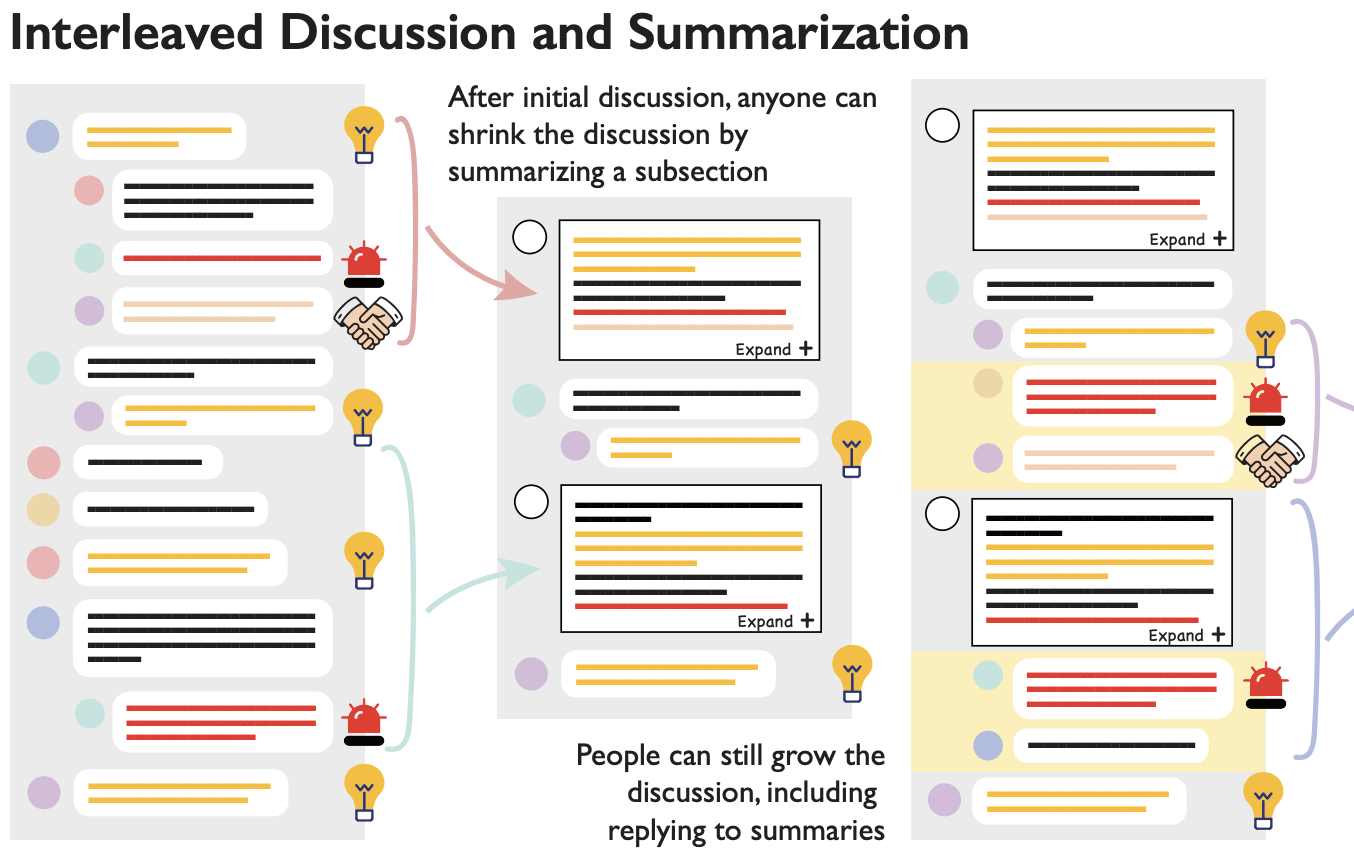 Interleaved Discussion and Summarization
After initial discussion, anyone can
shrink the discussion by
summarizing a subsection
Expand +
Expand +
People can still grow the
discussion, including
replying to summaries
Expand +
Expand +